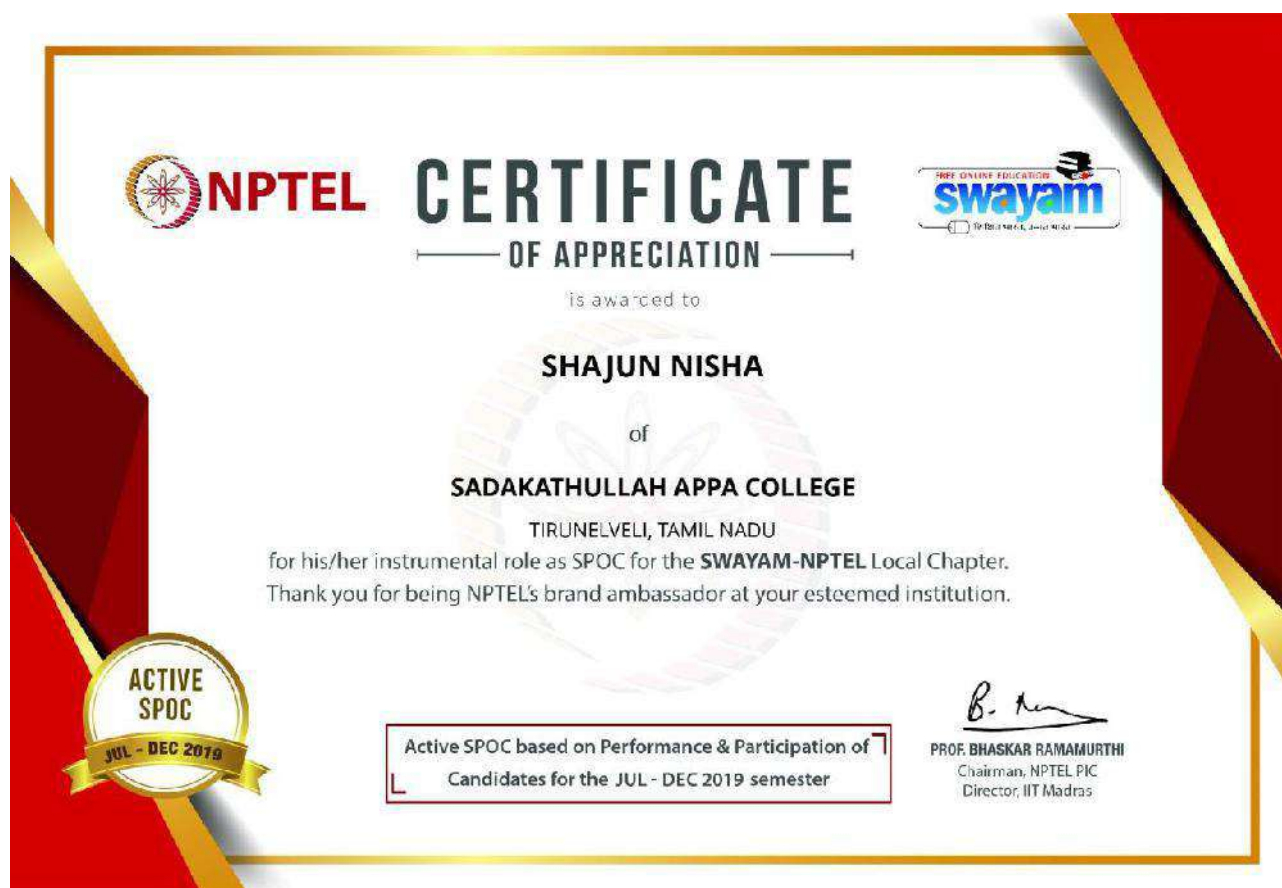 NPTEL
CERTIFICATE
OF APPRECIATION
FREE ONLINE EDUCATION
swayam
is awarded to
SHAJUN NISHA
of
SADAKATHULLAH APPA COLLEGE
TIRUNELVELI, TAMIL NADU
for his/her instrumental role as SPOC for the SWAYAM-NPTEL Local Chapter.
Thank you for being NPTEL's brand ambassador at your esteemed institution.
ACTIVE
SPOC
JUL - DEC 2019
Active SPOC based on Performance & Participation of
Candidates for the JUL - DEC 2019 semester
B. Ram
PROF. BHASKAR RAMAMURTHI
Chairman, NPTEL PIC
Director, IIT Madras